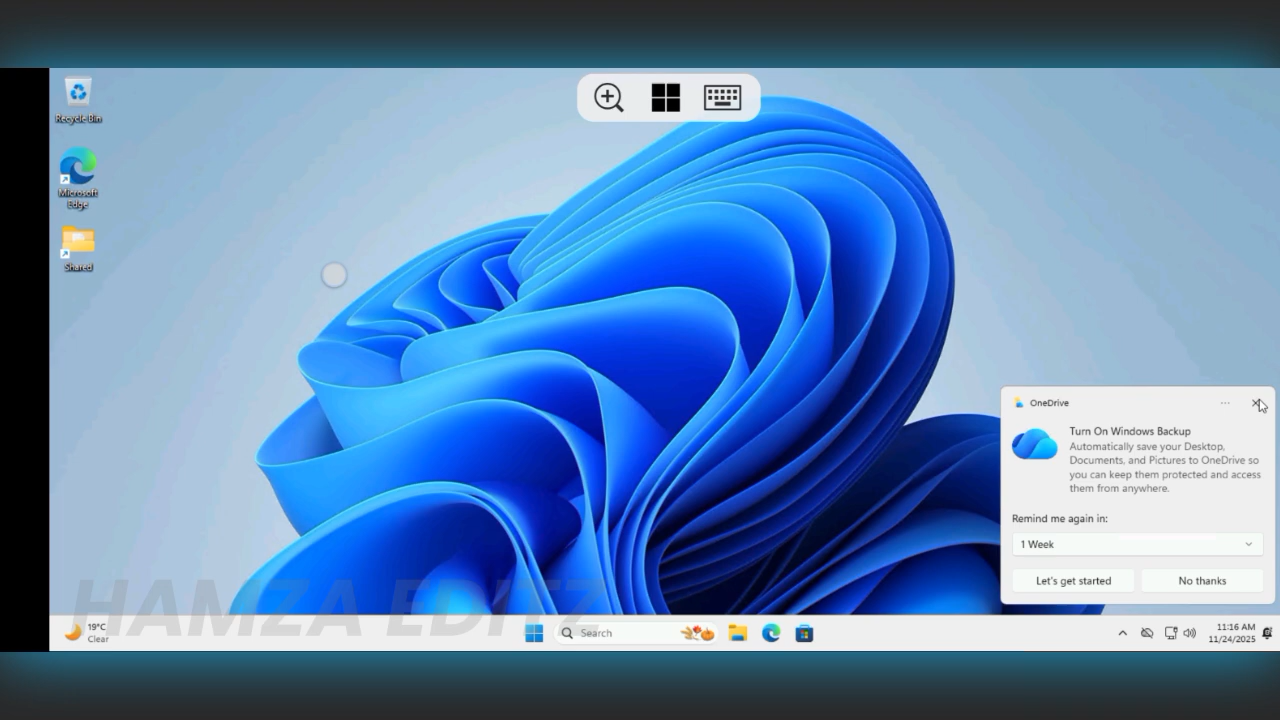 Recycle Bin
Microsoft
Edge
Shared
OneDrive
Turn On Windows Backup
Automatically save your Desktop,
Documents, and Pictures to OneDrive so
you can keep them protected and access
them from anywhere.
Remind me again in:
1 Week
Let's get started
No thanks
HAMZA EDITZ
19°C
Clear
Search
11:16 AM
11/24/2025